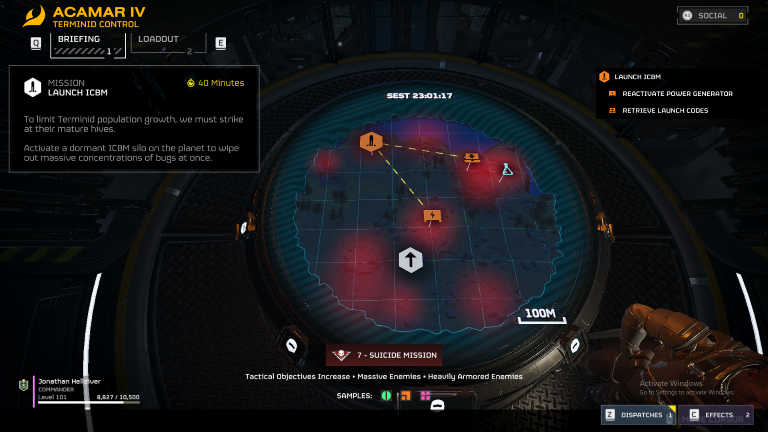 ACAMAR IV
TERMINID CONTROL
SOCIAL 0
Q BRIEFING 1 LOADOUT 2 E
MISSION
LAUNCH ICBM
40 Minutes
To limit Terminid population growth, we must strike
at their mature hives.
Activate a dormant ICBM silo on the planet to wipe
out massive concentrations of bugs at once.
LAUNCH ICBM
REACTIVATE POWER GENERATOR
RETRIEVE LAUNCH CODES
SEST 23:01:17
100M
7 - SUICIDE MISSION
Tactical Objectives Increase • Massive Enemies • Heavily Armored Enemies
SAMPLES:
Jonathan Helldiver
COMMANDER
Level 101 8,827 / 10,500
Activate Windows
Go to Settings to activate Windows.
Z DISPATCHES 1 C EFFECTS 2
MOVE CURSOR